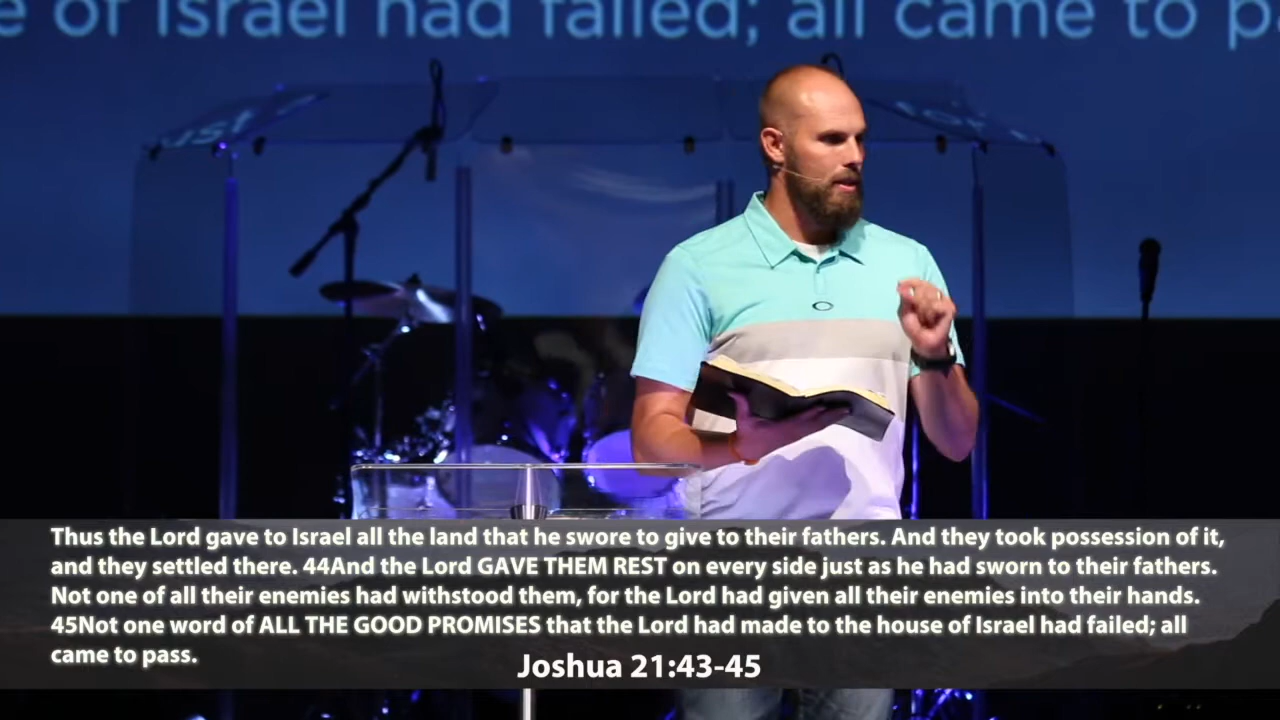 e of Israel had failed; all came to p
ust
Thus the Lord gave to Israel all the land that he swore to give to their fathers. And they took possession of it,
and they settled there. 44And the Lord GAVE THEM REST on every side just as he had sworn to their fathers.
Not one of all their enemies had withstood them, for the Lord had given all their enemies into their hands.
45Not one word of ALL THE GOOD PROMISES that the Lord had made to the house of Israel had failed; all
came to pass.
Joshua 21:43-45